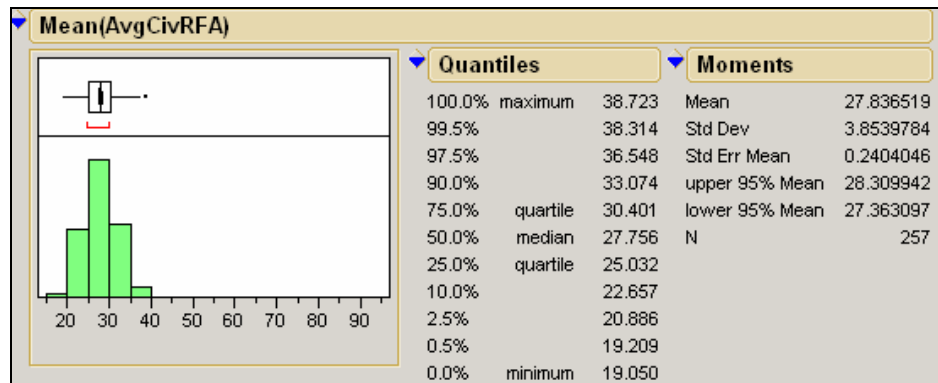 Mean(AvgCivRFA)
20 30 40 50 60 70 80 90
Quantiles
100.0% maximum 38.723
99.5% 38.314
97.5% 36.548
90.0% 33.074
75.0% quartile 30.401
50.0% median 27.756
25.0% quartile 25.032
10.0% 22.657
2.5% 20.886
0.5% 19.209
0.0% minimum 19.050
Moments
Mean 27.836519
Std Dev 3.8539784
Std Err Mean 0.2404046
upper 95% Mean 28.309942
lower 95% Mean 27.363097
N 257